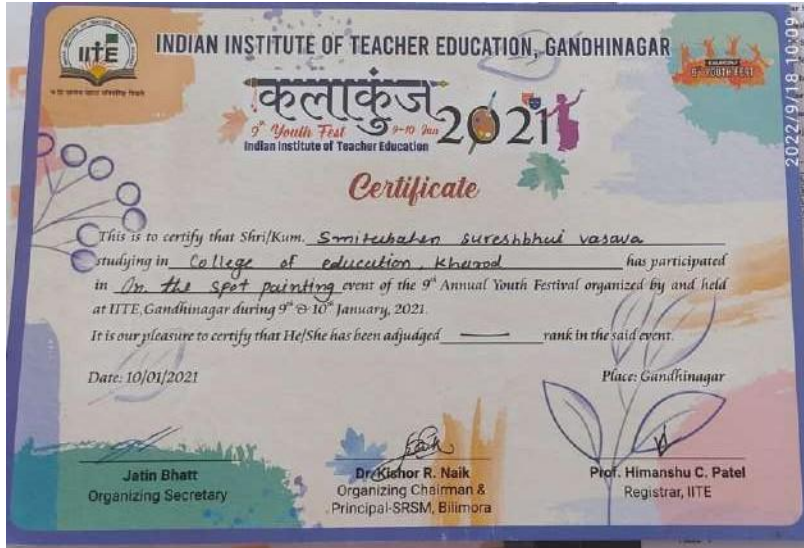 IITE
INDIAN INSTITUTE OF TEACHER EDUCATION, GANDHINAGAR
9th YOUTH FEST
2022/9/18 10:09
कलाकुंज
9th Youth Fest 9-10 Jan
2021
Indian Institute of Teacher Education
Certificate
This is to certify that Shri/Kum. Smitabahen sureshbhai vasava
studying in College of education, Kharod has participated
in On the spot painting event of the 9th Annual Youth Festival organized by and held
at IITE, Gandhinagar during 9th & 10th January, 2021.
It is our pleasure to certify that He/She has been adjudged — rank in the said event.
Date: 10/01/2021
Place: Gandhinagar
Jatin Bhatt
Organizing Secretary
Dr. Kishor R. Naik
Organizing Chairman &
Principal-SRSM, Bilimora
Prof. Himanshu C. Patel
Registrar, IITE